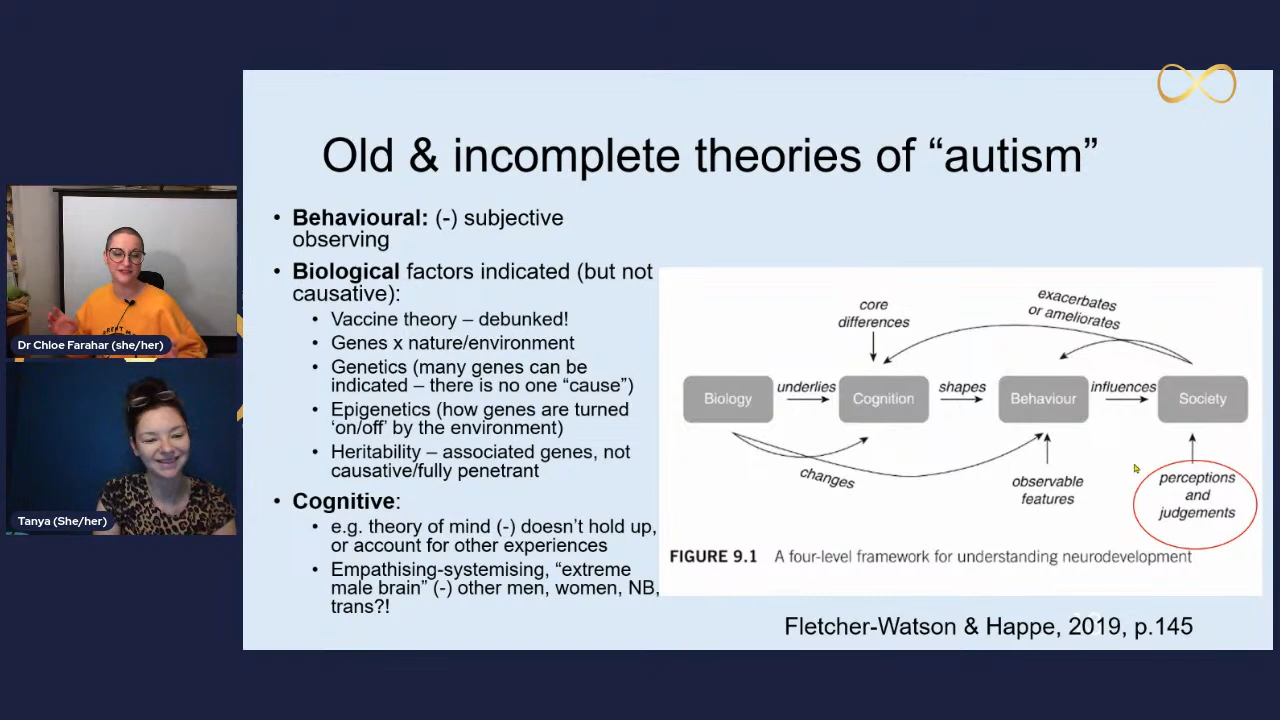 Old & incomplete theories of “autism”
• Behavioural: (-) subjective
observing
• Biological factors indicated (but not
causative):
• Vaccine theory – debunked!
• Genes x nature/environment
• Genetics (many genes can be
indicated – there is no one “cause”)
• Epigenetics (how genes are turned
‘on/off’ by the environment)
• Heritability – associated genes, not
causative/fully penetrant
• Cognitive:
• e.g. theory of mind (-) doesn’t hold up,
or account for other experiences
• Empathising-systemising, “extreme
male brain” (-) other men, women, NB,
trans?!
core
differences
exacerbates
or ameliorates
Biology
underlies
Cognition
shapes
Behaviour
influences
Society
changes
observable
features
perceptions
and
judgements
FIGURE 9.1 A four-level framework for understanding neurodevelopment
Fletcher-Watson & Happe, 2019, p.145
Dr Chloe Farahar (she/her)
Tanya (She/her)